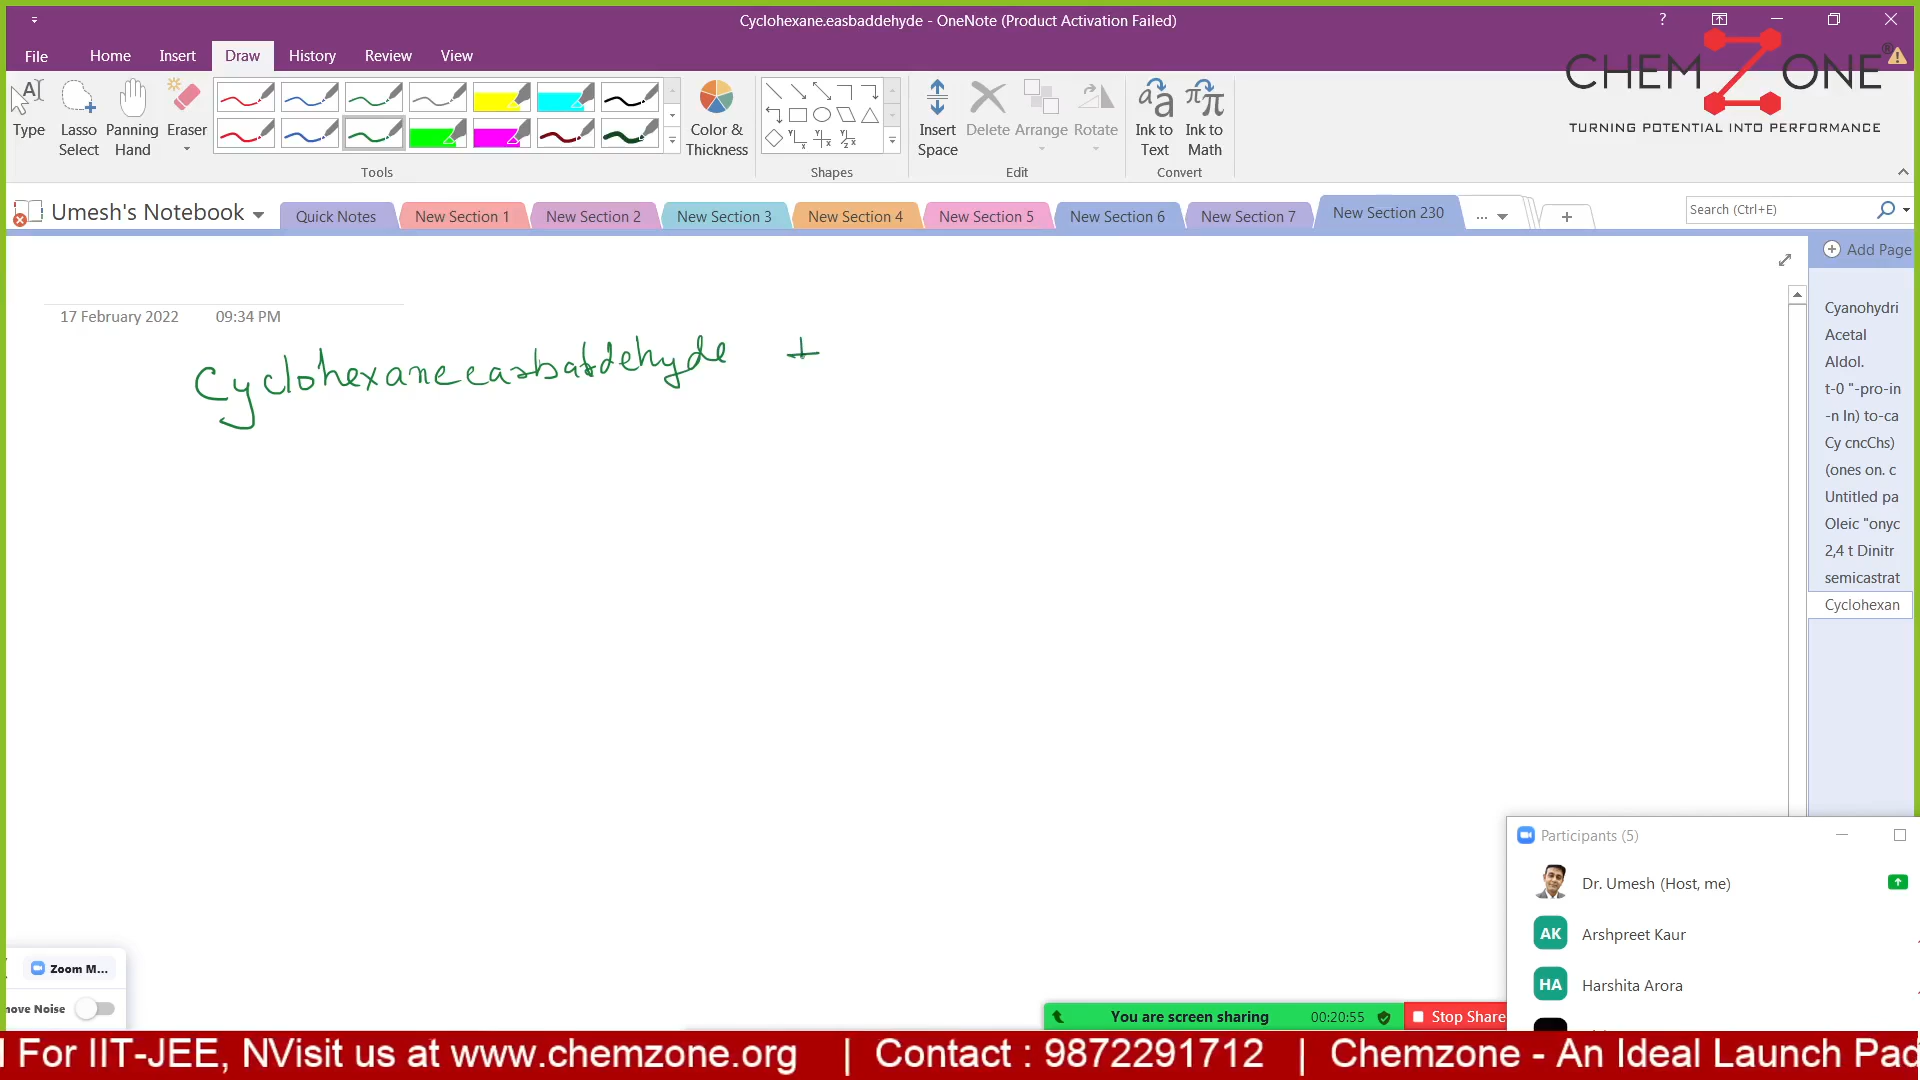 Cyclohexane.easbaddehyde - OneNote (Product Activation Failed)
?
File Home Insert Draw History Review View
CHEMZONE®
TURNING POTENTIAL INTO PERFORMANCE
Type
Lasso Select
Panning Hand
Eraser
Color & Thickness
Insert Space
Delete Arrange Rotate
Ink to Text
Ink to Math
Tools Shapes Edit Convert
Umesh's Notebook Quick Notes New Section 1 New Section 2 New Section 3 New Section 4 New Section 5 New Section 6 New Section 7 New Section 230 ... + Search (Ctrl+E)
Add Page
17 February 2022 09:34 PM
Cyclohexanecarbaldehyde +
Cyanohydri
Acetal
Aldol.
t-0 "-pro-in
-n In) to-ca
Cy cncChs)
(ones on. c
Untitled pa
Oleic "onyc
2,4 t Dinitr
semicastrat
Cyclohexan
Participants (5)
Dr. Umesh (Host, me)
AK Arshpreet Kaur
HA Harshita Arora
Zoom M...
nove Noise
You are screen sharing 00:20:55 Stop Share
l For IIT-JEE, NVisit us at www.chemzone.org | Contact : 9872291712 | Chemzone - An Ideal Launch Pad